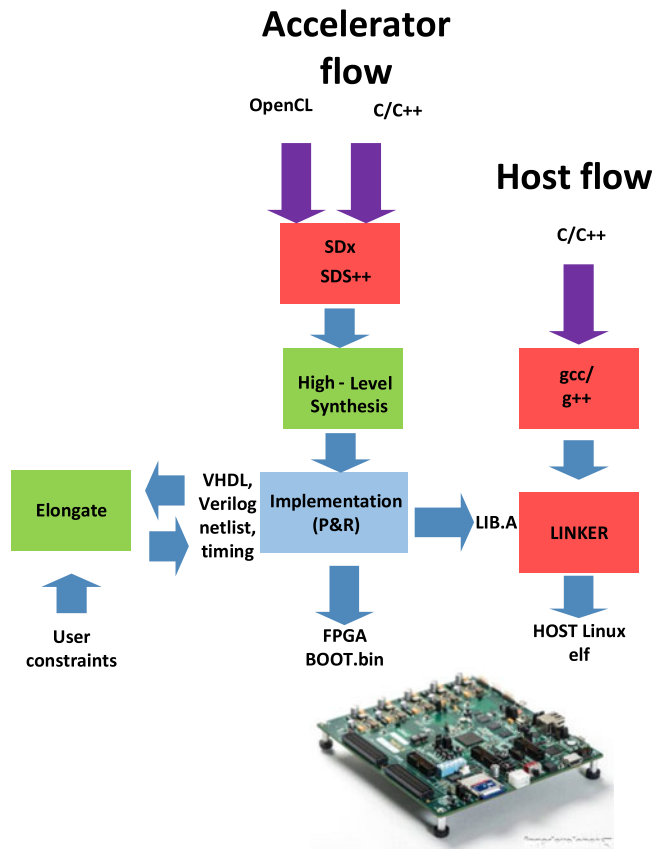 Accelerator
flow
OpenCL
C/C++
Host flow
C/C++
SDx
SDS++
High - Level
Synthesis
gcc/
g++
Elongate
VHDL,
Verilog
netlist,
timing
Implementation
(P&R)
LIB.A
LINKER
User
constraints
FPGA
BOOT.bin
HOST Linux
elf